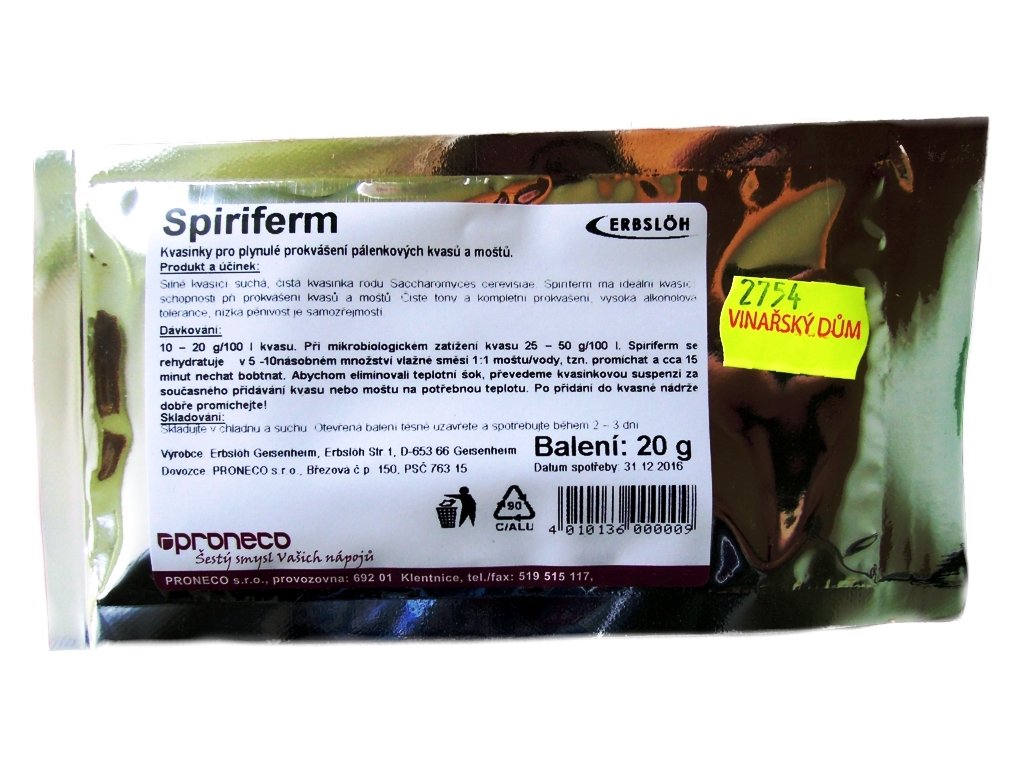 Spiriferm
ERBSLÖH
Kvasinky pro plynulé prokvášení pálenkových kvasů a moštů.
Produkt a účinek:
Silně kvasící suchá, čistá kvasinka rodu Saccharomyces cerevisiae. Spiriferm má ideální kvasic
schopnosti při prokvášení kvasů a moštů. Čisté tóny a kompletní prokvašení, vysoká alkoholová
tolerance, nízká pěnivost je samozřejmostí.
Dávkování:
10 – 20 g/100 l kvasu. Při mikrobiologickém zatížení kvasu 25 – 50 g/100 l. Spiriferm se
rehydratuje v 5 -10násobném množství vlažné směsi 1:1 moštu/vody, tzn. promíchat a cca 15
minut nechat bobtnat. Abychom eliminovali teplotní šok, převedeme kvasinkovou suspenzi za
současného přidávání kvasu nebo moštu na potřebnou teplotu. Po přidání do kvasné nádrže
dobře promíchejte!
Skladování:
Skladujte v chladnu a suchu. Otevřená balení těsně uzavřete a spotřebujte během 2 – 3 dní
Výrobce: Erbslöh Geisenheim, Erbslöh Str 1, D-653 66 Geisenheim
Dovozce: PRONECO s.r.o., Březová č.p. 150, PSČ 763 15
Balení: 20 g
Datum spotřeby: 31.12.2016
90
C/ALU
4 010136 000009
proneco
Šestý smysl Vašich nápojů
PRONECO s.r.o., provozovna: 692 01 Klentnice, tel./fax: 519 515 117,
2754
VINAŘSKÝ DŮM